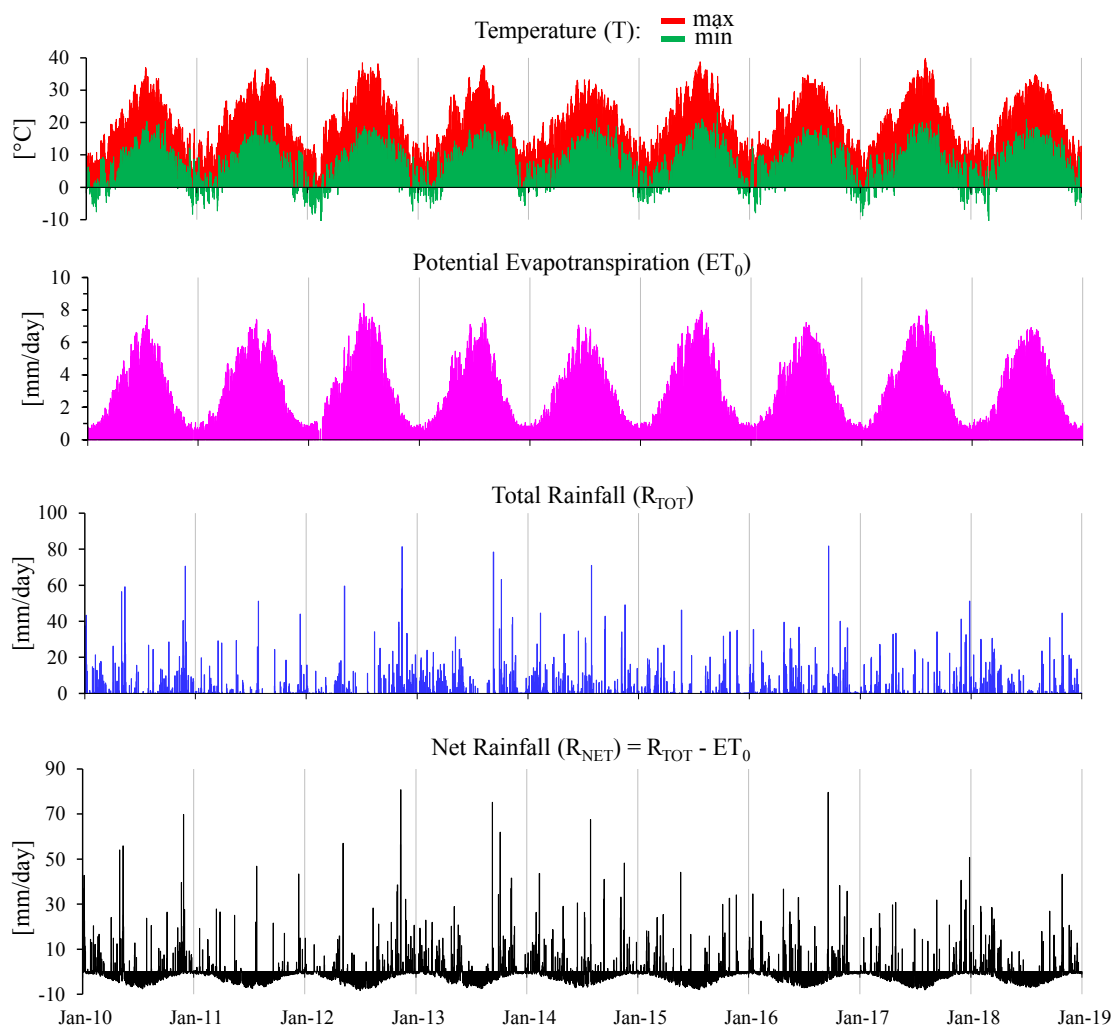 Temperature (T):
max
min
40
30
20
10
0
-10
[°C]
Potential Evapotranspiration (ET0)
10
8
6
4
2
0
[mm/day]
Total Rainfall (RTOT)
100
80
60
40
20
0
[mm/day]
Net Rainfall (RNET) = RTOT - ET0
90
70
50
30
10
-10
[mm/day]
Jan-10 Jan-11 Jan-12 Jan-13 Jan-14 Jan-15 Jan-16 Jan-17 Jan-18 Jan-19